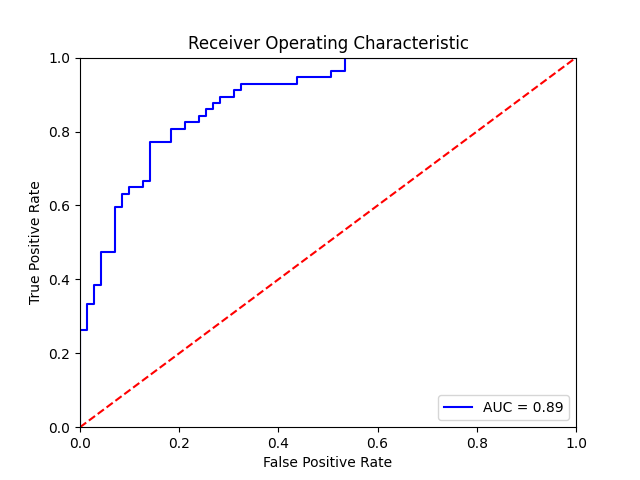 Receiver Operating Characteristic
1.0
0.8
0.6
0.4
0.2
0.0
True Positive Rate
AUC = 0.89
0.0 0.2 0.4 0.6 0.8 1.0
False Positive Rate